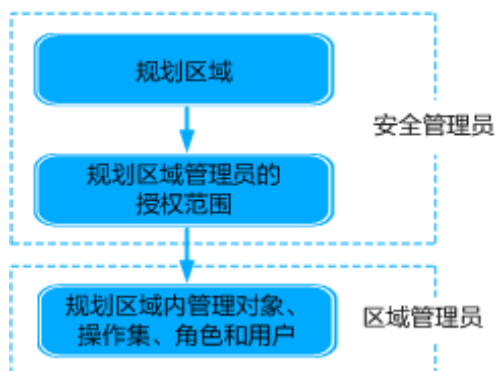 规划区域
安全管理员
规划区域管理员的
授权范围
规划区域内管理对象、
操作集、角色和用户
区域管理员